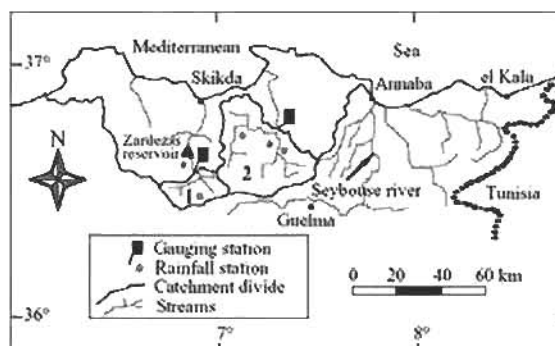 Mediterranean Sea
37°
Skikda
Annaba
el Kala
Zardezas
reservoir
N
1
2
Seybouse river
Tunisia
Guelma
Gauging station
Rainfall station
Catchment divide
Streams
0 20 40 60 km
36°
7° 8°